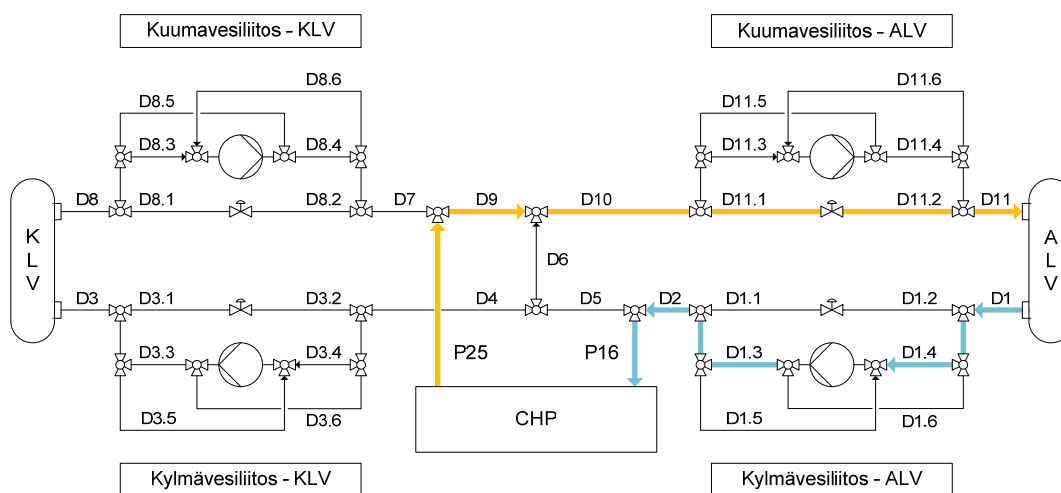 Kuumavesiliitos - KLV
Kuumavesiliitos - ALV
D8.6
D11.6
D8.5
D11.5
D8.3
D8.4
D11.3
D11.4
D8
D8.1
D8.2
D7
D9
D10
D11.1
D11.2
D11
K
L
V
A
L
V
D6
D3
D3.1
D3.2
D4
D5
D2
D1.1
D1.2
D1
D3.3
D3.4
P25
P16
D1.3
D1.4
D3.5
D3.6
CHP
D1.5
D1.6
Kylmävesiliitos - KLV
Kylmävesiliitos - ALV